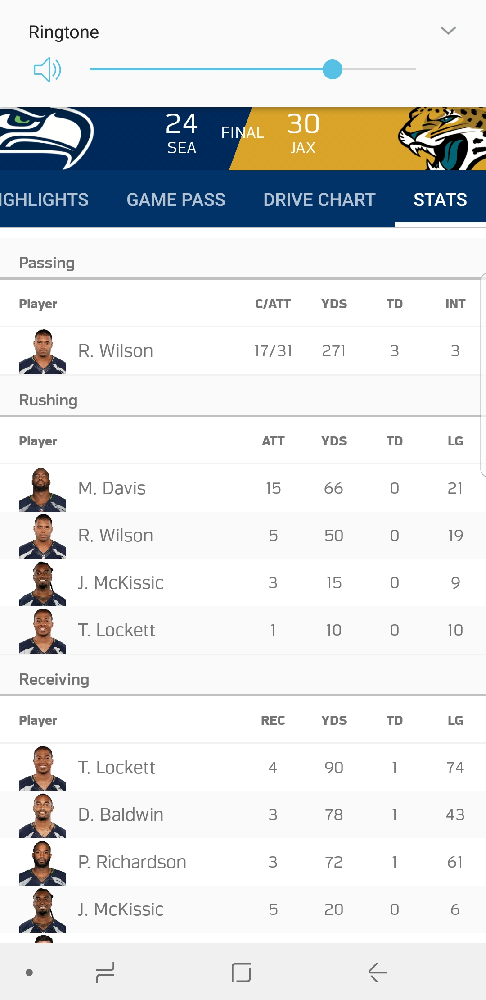 Ringtone
24 FINAL 30
SEA JAX
IGHLIGHTS GAME PASS DRIVE CHART STATS
Passing
Player C/ATT YDS TD INT
R. Wilson 17/31 271 3 3
Rushing
Player ATT YDS TD LG
M. Davis 15 66 0 21
R. Wilson 5 50 0 19
J. McKissic 3 15 0 9
T. Lockett 1 10 0 10
Receiving
Player REC YDS TD LG
T. Lockett 4 90 1 74
D. Baldwin 3 78 1 43
P. Richardson 3 72 1 61
J. McKissic 5 20 0 6